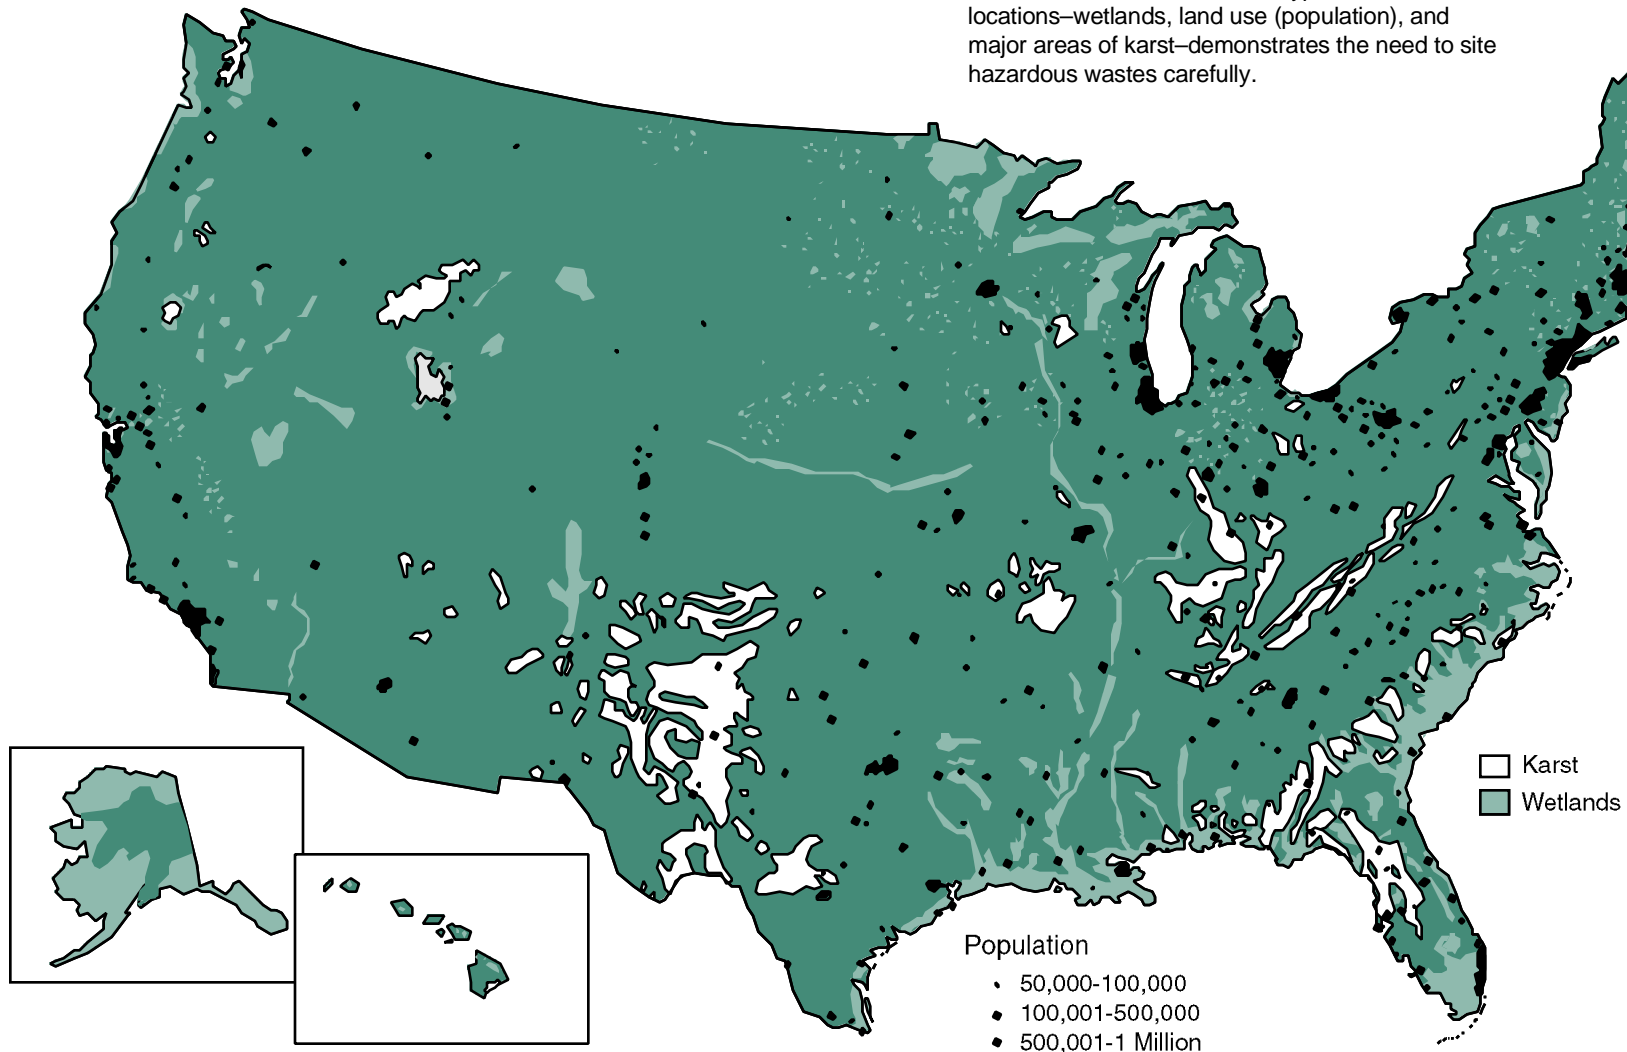 locations–wetlands, land use (population), and
major areas of karst–demonstrates the need to site
hazardous wastes carefully.
Karst
Wetlands
Population
50,000-100,000
100,001-500,000
500,001-1 Million